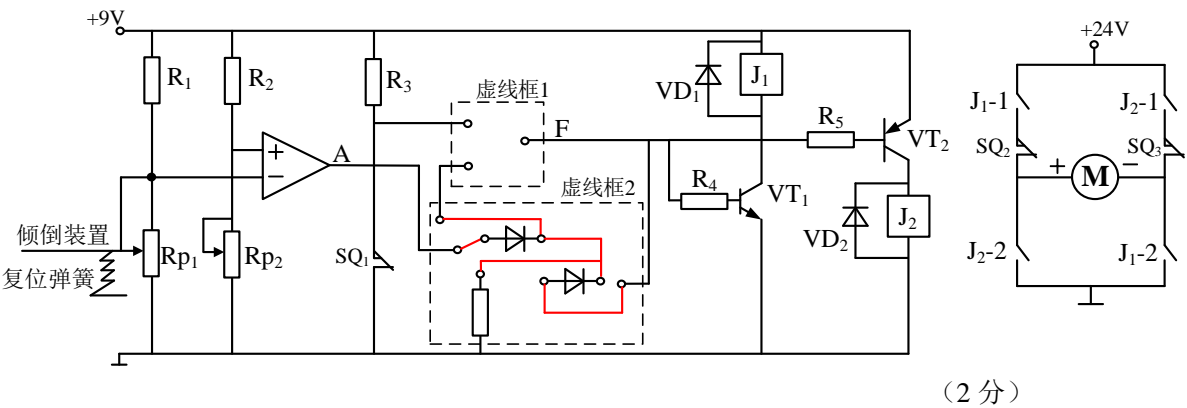 +9V
+24V
R₁
R₂
R₃
虚线框1
VD₁
J₁
J₁-1
J₂-1
F
R₅
VT₂
SQ₂
SQ₃
+
−
A
+
−
M
虚线框2
R₄
VT₁
倾倒装置
Rp₁
Rp₂
SQ₁
VD₂
J₂
J₂-2
J₁-2
复位弹簧
（2 分）